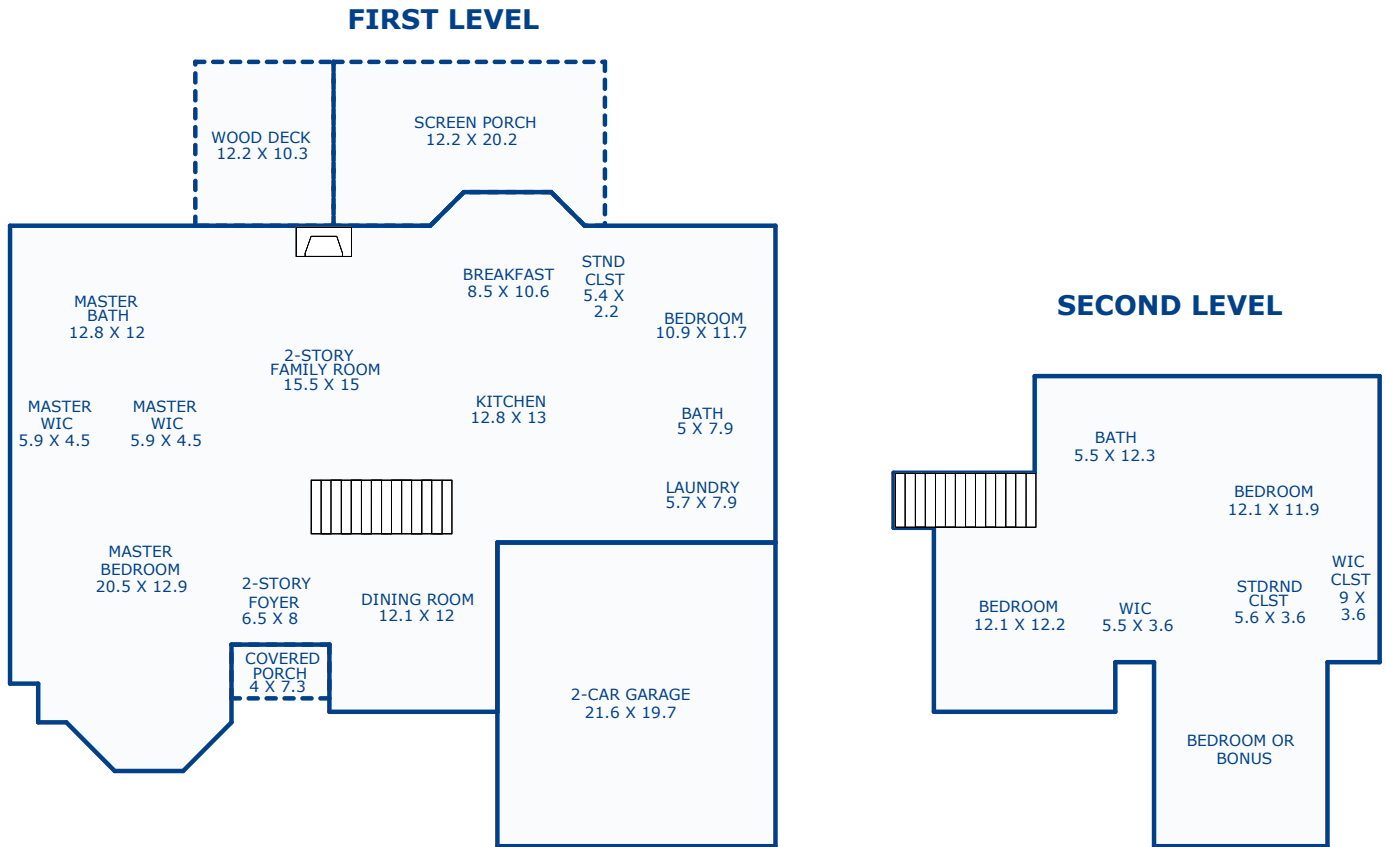 FIRST LEVEL
WOOD DECK
12.2 X 10.3
SCREEN PORCH
12.2 X 20.2
MASTER
BATH
12.8 X 12
2-STORY
FAMILY ROOM
15.5 X 15
BREAKFAST
8.5 X 10.6
STND
CLST
5.4 X
2.2
BEDROOM
10.9 X 11.7
MASTER
WIC
5.9 X 4.5
MASTER
WIC
5.9 X 4.5
KITCHEN
12.8 X 13
BATH
5 X 7.9
LAUNDRY
5.7 X 7.9
MASTER
BEDROOM
20.5 X 12.9
2-STORY
FOYER
6.5 X 8
DINING ROOM
12.1 X 12
COVERED
PORCH
4 X 7.3
2-CAR GARAGE
21.6 X 19.7
SECOND LEVEL
BATH
5.5 X 12.3
BEDROOM
12.1 X 11.9
BEDROOM
12.1 X 12.2
WIC
5.5 X 3.6
STDRND
CLST
5.6 X 3.6
WIC
CLST
9 X
3.6
BEDROOM OR
BONUS